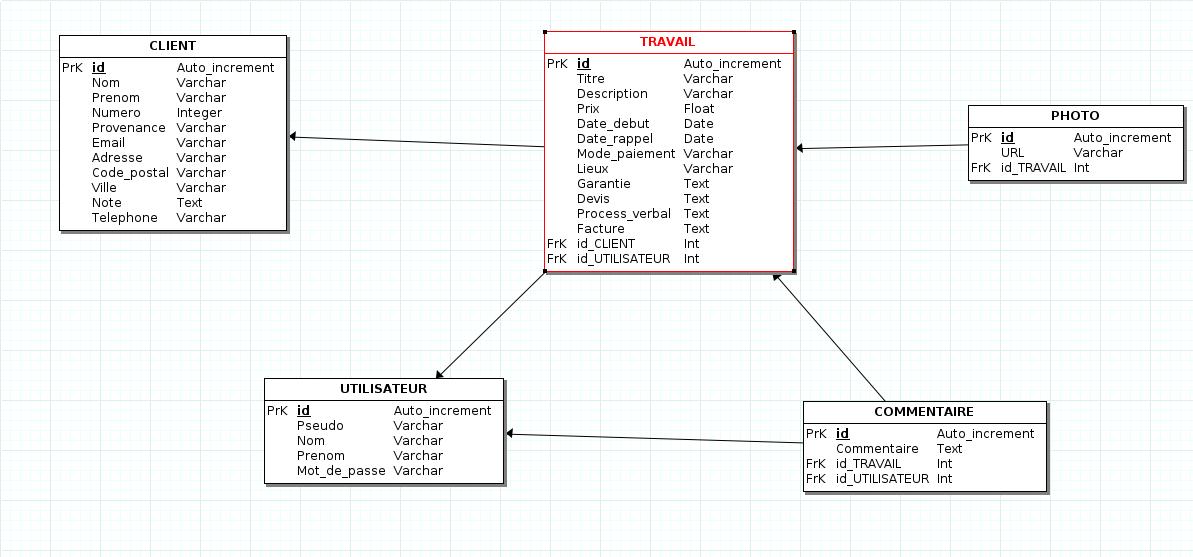 CLIENT
PrK id Auto_increment
Nom Varchar
Prenom Varchar
Numero Integer
Provenance Varchar
Email Varchar
Adresse Varchar
Code_postal Varchar
Ville Varchar
Note Text
Telephone Varchar
TRAVAIL
PrK id Auto_increment
Titre Varchar
Description Varchar
Prix Float
Date_debut Date
Date_rappel Date
Mode_paiement Varchar
Lieux Varchar
Garantie Text
Devis Text
Process_verbal Text
Facture Text
FrK id_CLIENT Int
FrK id_UTILISATEUR Int
PHOTO
PrK id Auto_increment
URL Varchar
FrK id_TRAVAIL Int
UTILISATEUR
PrK id Auto_increment
Pseudo Varchar
Nom Varchar
Prenom Varchar
Mot_de_passe Varchar
COMMENTAIRE
PrK id Auto_increment
Commentaire Text
FrK id_TRAVAIL Int
FrK id_UTILISATEUR Int